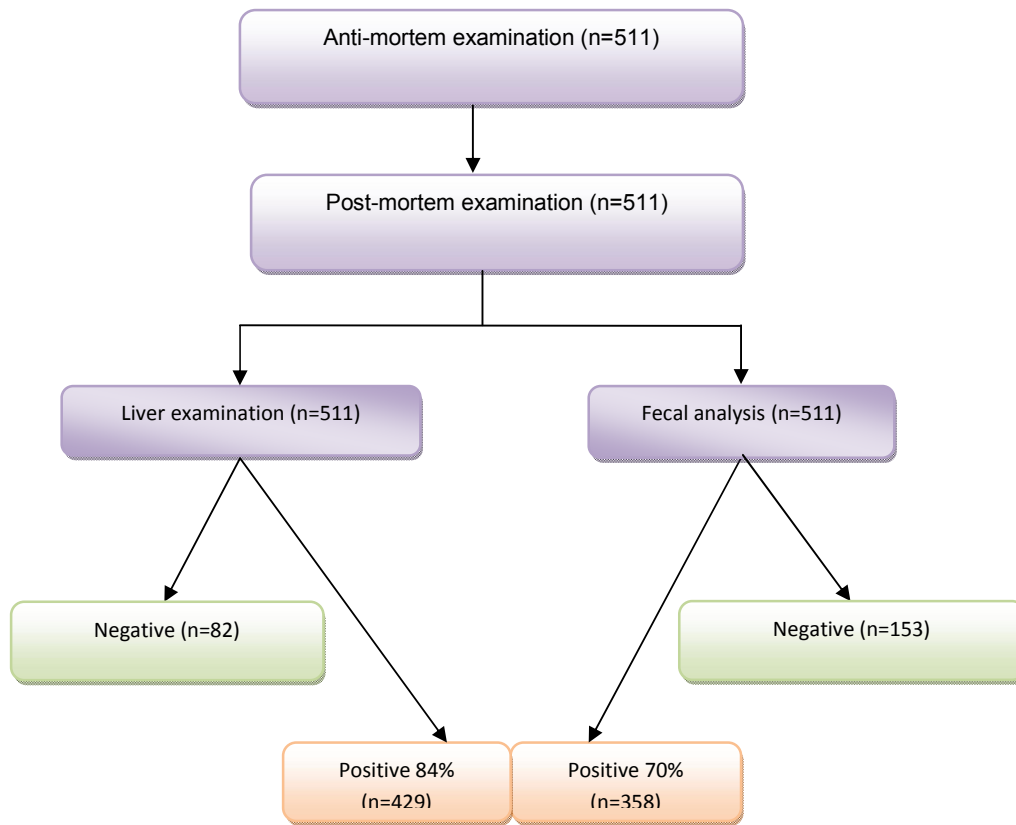 Anti-mortem examination (n=511)
Post-mortem examination (n=511)
Liver examination (n=511)
Fecal analysis (n=511)
Negative (n=82)
Negative (n=153)
Positive 84%
(n=429)
Positive 70%
(n=358)